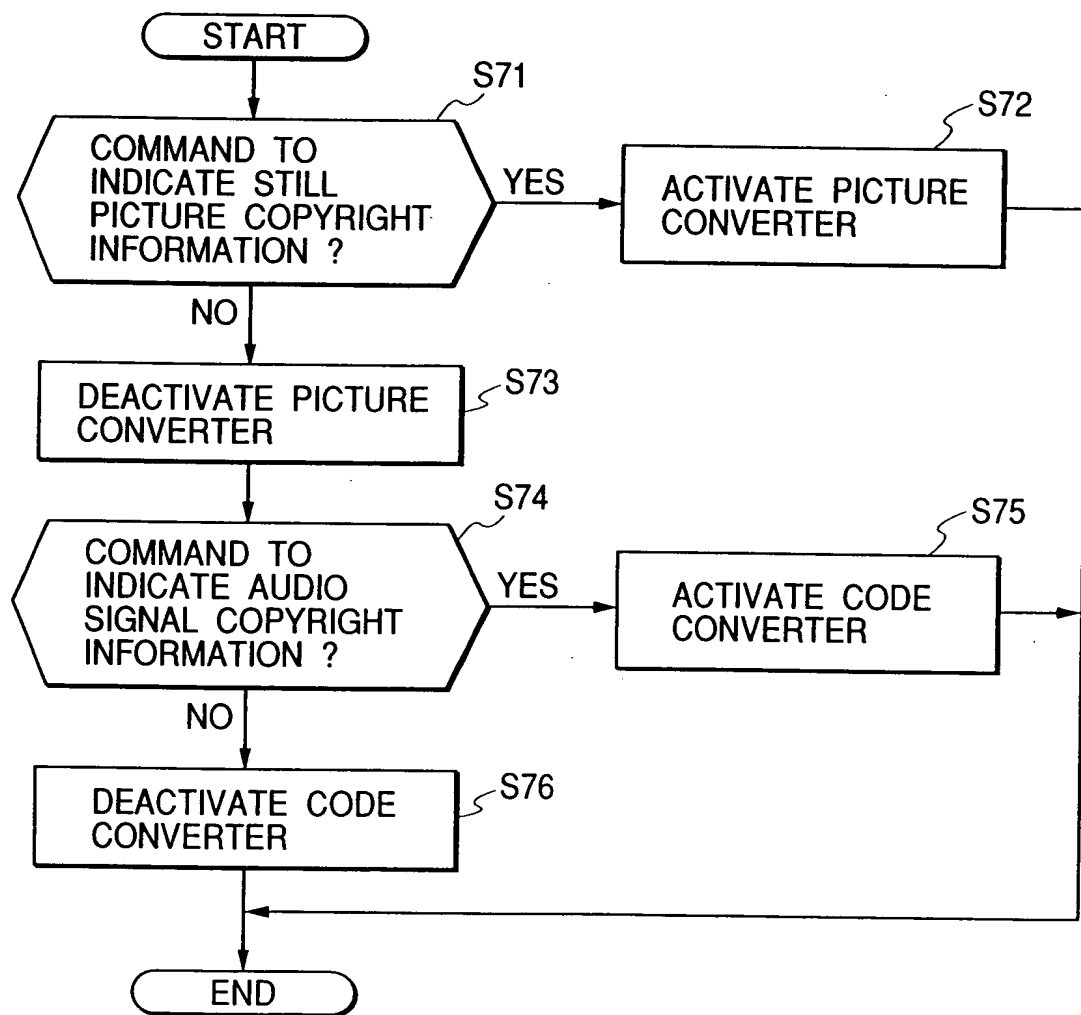 START
S71
COMMAND TO
INDICATE STILL
PICTURE COPYRIGHT
INFORMATION ?
YES
S72
ACTIVATE PICTURE
CONVERTER
NO
S73
DEACTIVATE PICTURE
CONVERTER
S74
COMMAND TO
INDICATE AUDIO
SIGNAL COPYRIGHT
INFORMATION ?
YES
S75
ACTIVATE CODE
CONVERTER
NO
S76
DEACTIVATE CODE
CONVERTER
END